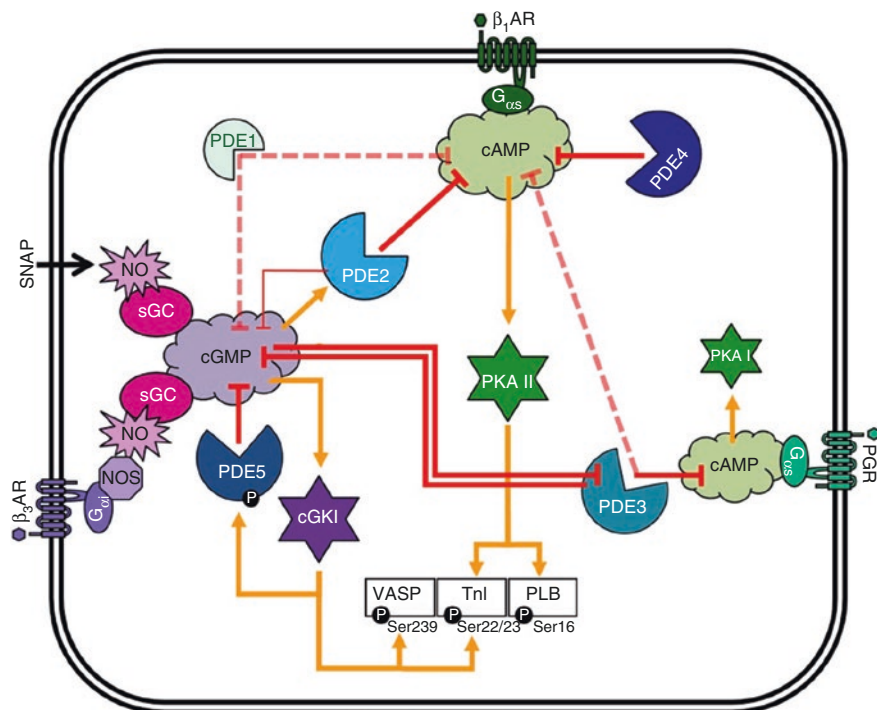 β₁AR
Gαs
PDE1
cAMP
PDE4
SNAP
NO
PDE2
sGC
cGMP
PKA II
PKA I
sGC
NO
NOS
PDE5
P
cGKI
β₃AR
Gαi
PDE3
cAMP
Gαs
PGR
VASP
TnI
PLB
P
Ser239
P
Ser22/23
P
Ser16